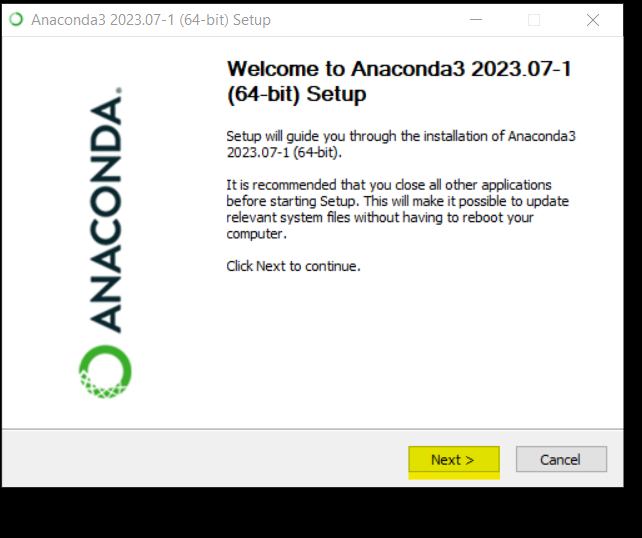 Anaconda3 2023.07-1 (64-bit) Setup
Welcome to Anaconda3 2023.07-1
(64-bit) Setup
Setup will guide you through the installation of Anaconda3
2023.07-1 (64-bit).
It is recommended that you close all other applications
before starting Setup. This will make it possible to update
relevant system files without having to reboot your
computer.
Click Next to continue.
ANACONDA.
Next >
Cancel